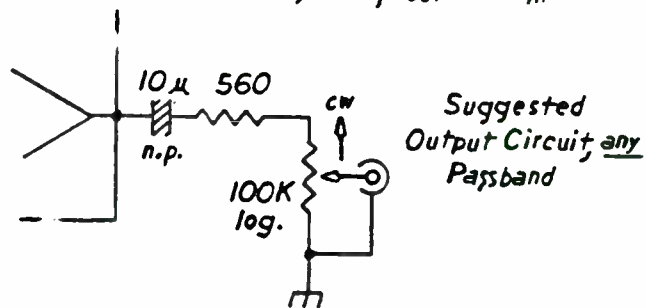 10µ 560
n.p.
cw
100K
log.
Suggested
Output Circuit, any
Passband